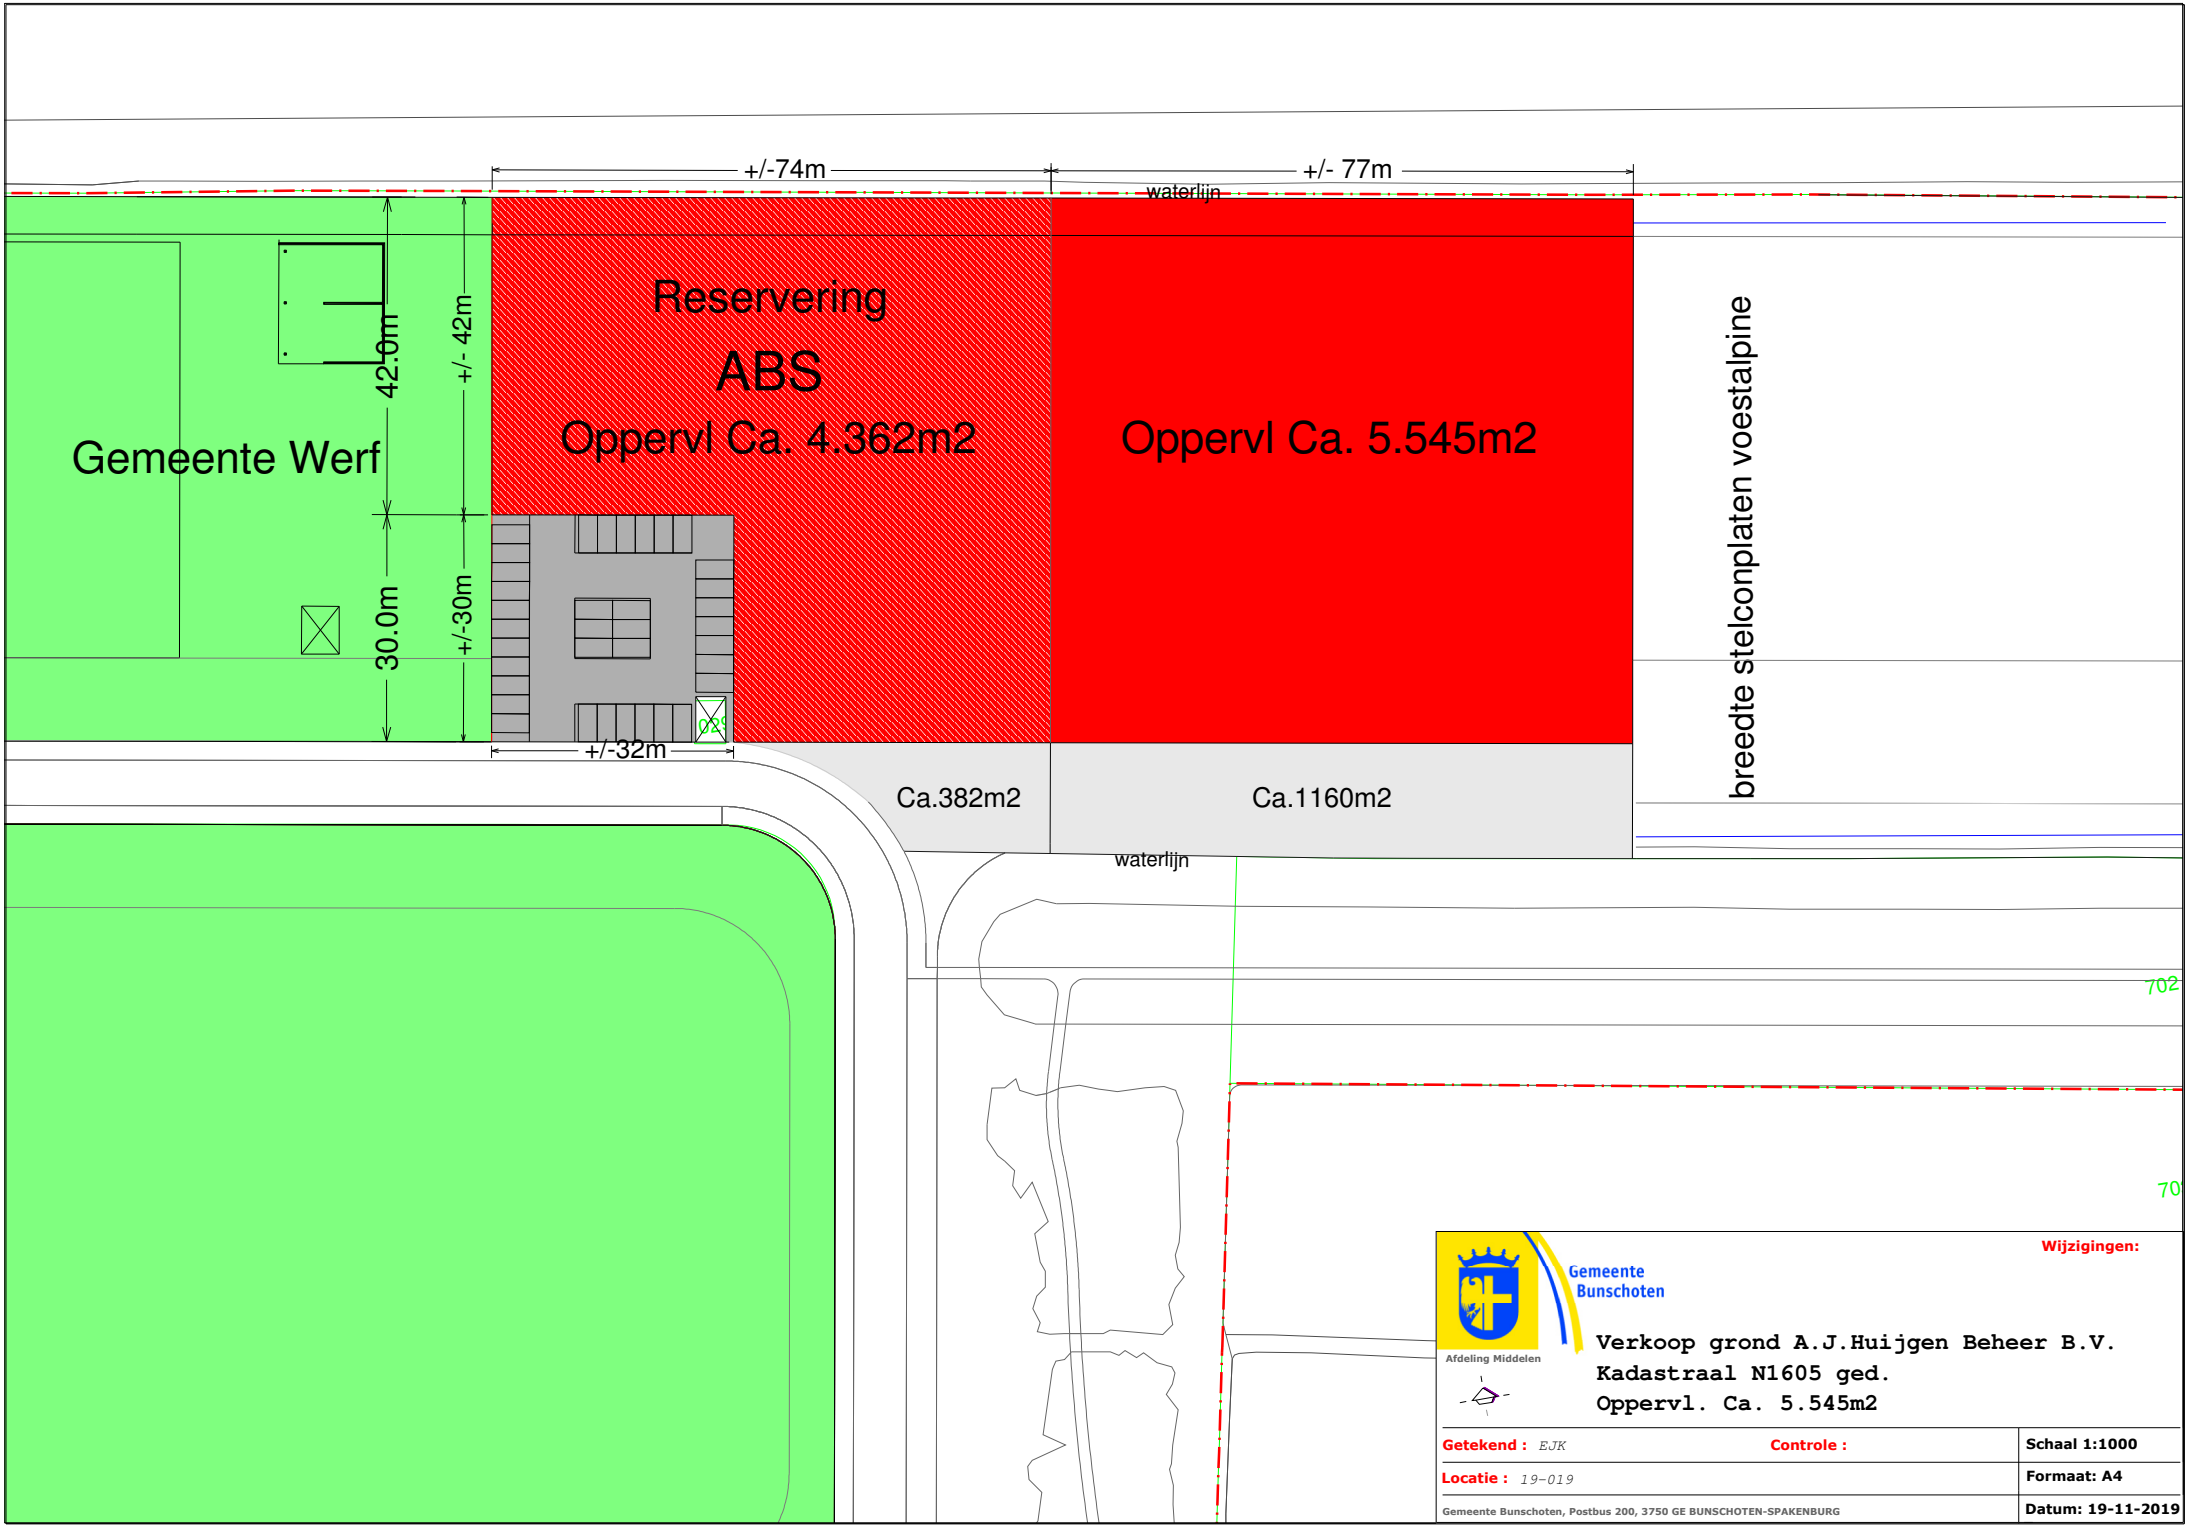 +/-74m
+/- 77m
waterlijn
42.0m
+/- 42m
Reservering
ABS
Oppervl Ca. 4.362m2
Oppervl Ca. 5.545m2
Gemeente Werf
breedte stelconplaten voestalpine
30.0m
+/-30m
029
+/-32m
Ca.382m2
Ca.1160m2
waterlijn
702
70
Wijzigingen:
Gemeente
Bunschoten
Afdeling Middelen
Verkoop grond A.J.Huijgen Beheer B.V.
Kadastraal N1605 ged.
Oppervl. Ca. 5.545m2
Getekend : EJK
Controle :
Schaal 1:1000
Locatie : 19-019
Formaat: A4
Gemeente Bunschoten, Postbus 200, 3750 GE BUNSCHOTEN-SPAKENBURG
Datum: 19-11-2019